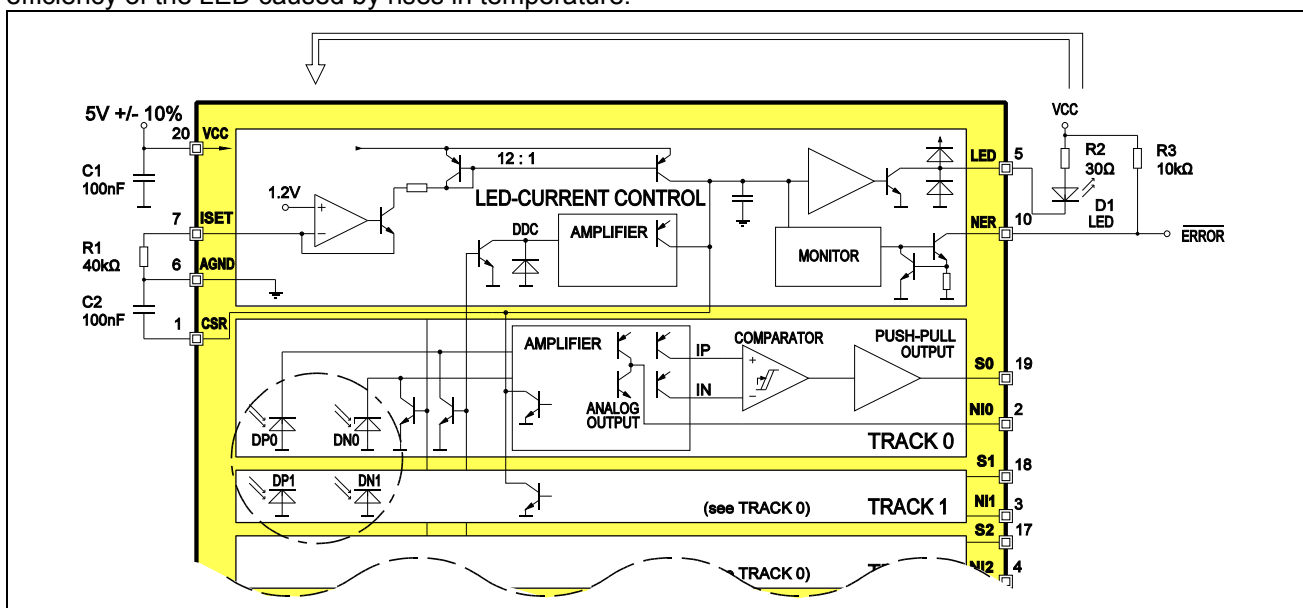 efficiency of the LED caused by rises in temperature.
5V +/- 10%
20 VCC
C1
100nF
7 ISET
R1
40kΩ
6 AGND
C2
100nF
1 CSR
1.2V
12 : 1
LED-CURRENT CONTROL
DDC
AMPLIFIER
MONITOR
LED 5
NER 10
VCC
R2
30Ω
R3
10kΩ
D1
LED
ERROR
AMPLIFIER
IP
IN
ANALOG
OUTPUT
COMPARATOR
PUSH-PULL
OUTPUT
DP0
DN0
TRACK 0
S0 19
NI0 2
DP1
DN1
(see TRACK 0)
TRACK 1
S1 18
NI1 3
S2 17
TRACK 0)
NI2 4